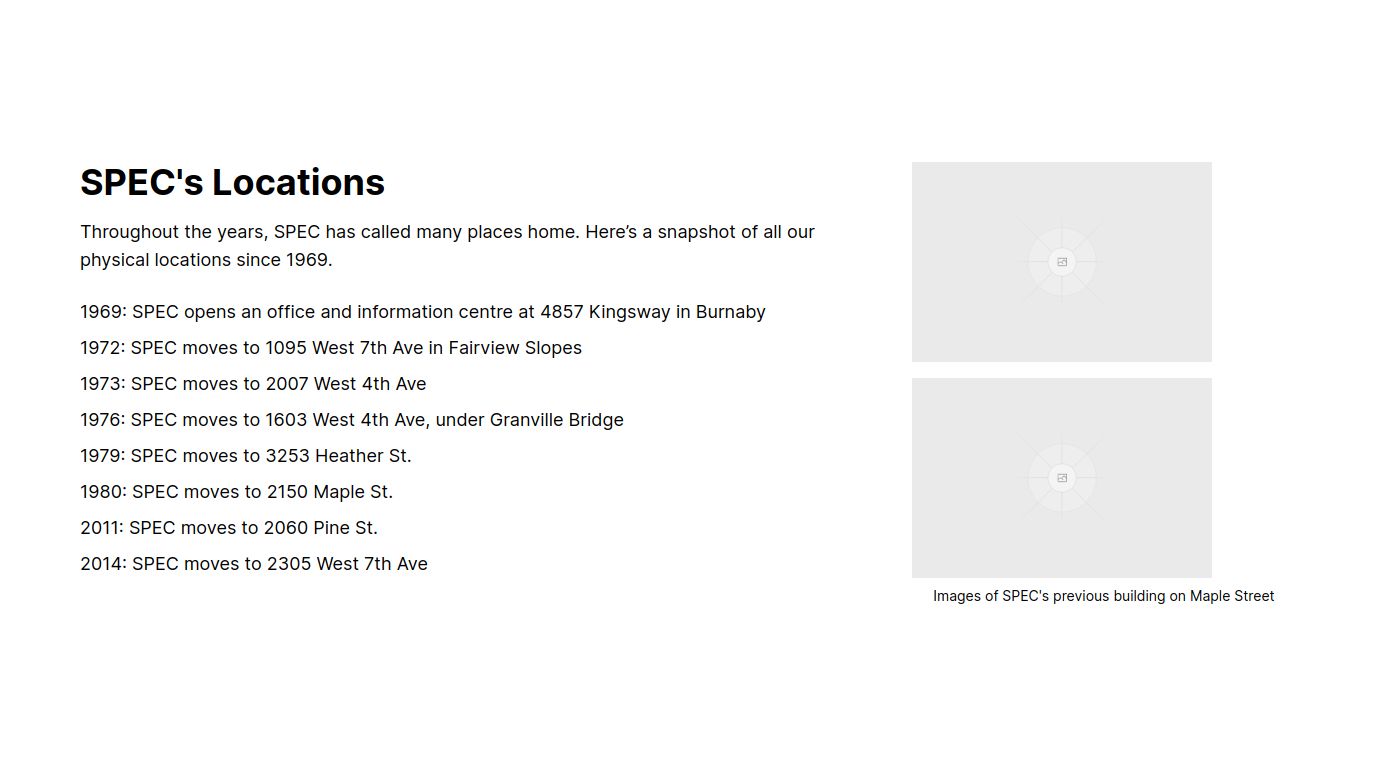 SPEC's Locations
Throughout the years, SPEC has called many places home. Here’s a snapshot of all our
physical locations since 1969.
1969: SPEC opens an office and information centre at 4857 Kingsway in Burnaby
1972: SPEC moves to 1095 West 7th Ave in Fairview Slopes
1973: SPEC moves to 2007 West 4th Ave
1976: SPEC moves to 1603 West 4th Ave, under Granville Bridge
1979: SPEC moves to 3253 Heather St.
1980: SPEC moves to 2150 Maple St.
2011: SPEC moves to 2060 Pine St.
2014: SPEC moves to 2305 West 7th Ave
Images of SPEC's previous building on Maple Street